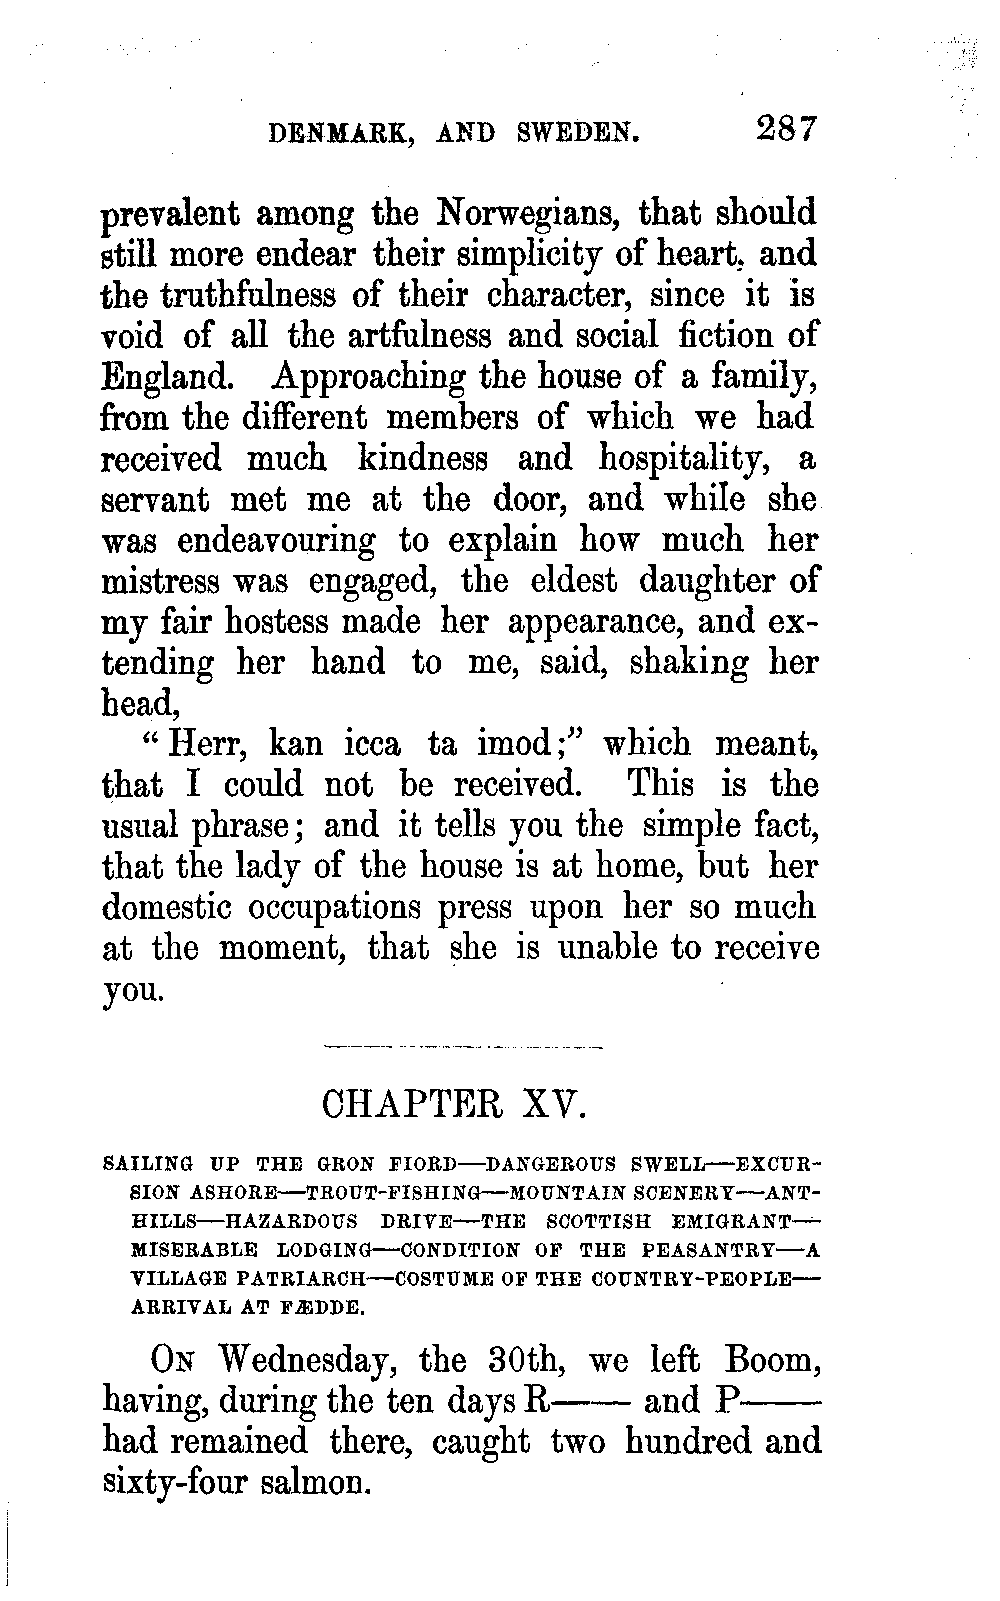 DENMARK, AND SWEDEN. 287
prevalent among the Norwegians, that should
still more endear their simplicity of heart, and
the truthfulness of their character, since it is
void of all the artfulness and social fiction of
England. Approaching the house of a family,
from the different members of which we had
received much kindness and hospitality, a
servant met me at the door, and while she
was endeavouring to explain how much her
mistress was engaged, the eldest daughter of
my fair hostess made her appearance, and ex-
tending her hand to me, said, shaking her
head,
“Herr, kan icca ta imod;” which meant,
that I could not be received. This is the
usual phrase; and it tells you the simple fact,
that the lady of the house is at home, but her
domestic occupations press upon her so much
at the moment, that she is unable to receive
you.
CHAPTER XV.
SAILING UP THE GRON FIORD—DANGEROUS SWELL—EXCUR-
SION ASHORE—TROUT-FISHING—MOUNTAIN SCENERY—ANT-
HILLS—HAZARDOUS DRIVE—THE SCOTTISH EMIGRANT—
MISERABLE LODGING—CONDITION OF THE PEASANTRY—A
VILLAGE PATRIARCH—COSTUME OF THE COUNTRY-PEOPLE—
ARRIVAL AT FÆDDE.
ON Wednesday, the 30th, we left Boom,
having, during the ten days R—— and P——
had remained there, caught two hundred and
sixty-four salmon.